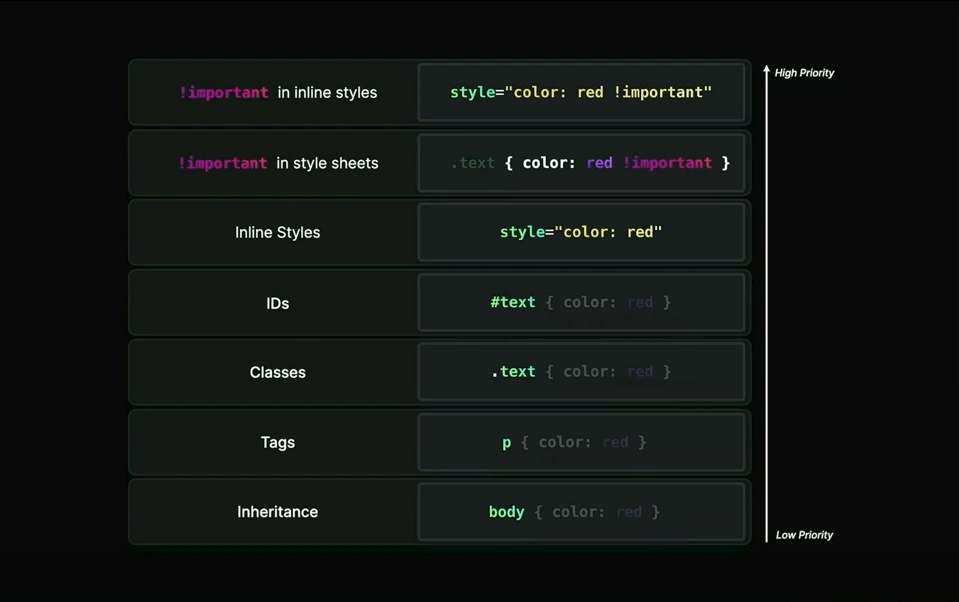 High Priority
!important in inline styles
style="color: red !important"
!important in style sheets
.text { color: red !important }
Inline Styles
style="color: red"
IDs
#text { color: red }
Classes
.text { color: red }
Tags
p { color: red }
Inheritance
body { color: red }
Low Priority